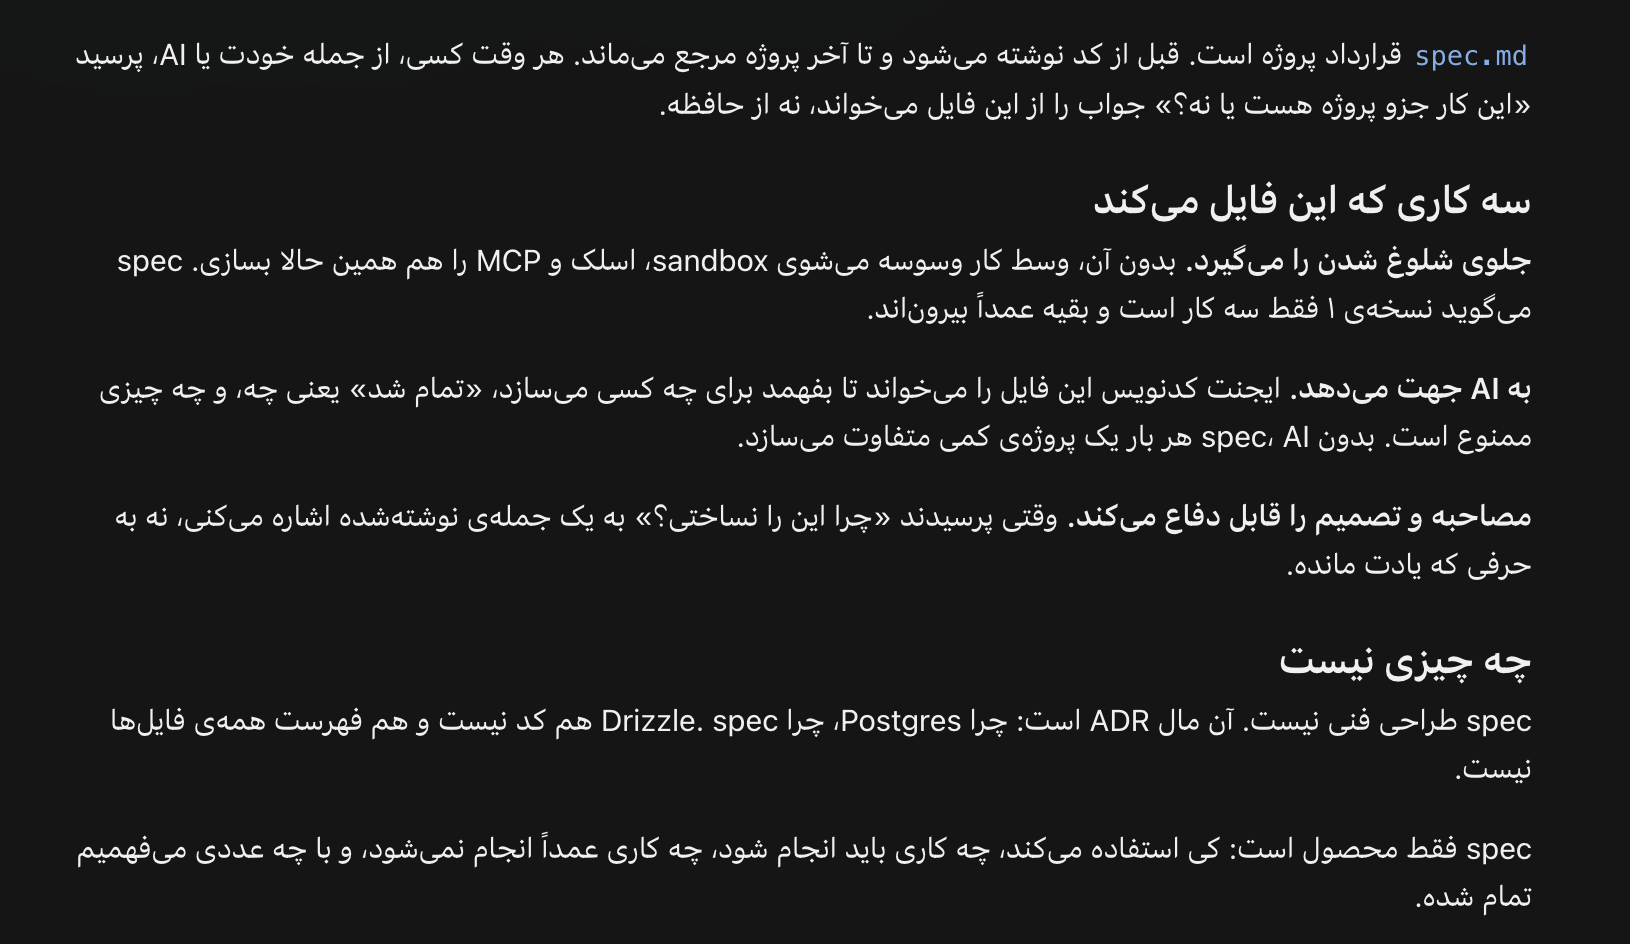 spec.md قرارداد پروژه است. قبل از کد نوشته می‌شود و تا آخر پروژه مرجع می‌ماند. هر وقت کسی، از جمله خودت یا AI، پرسید
«این کار جزو پروژه هست یا نه؟» جواب را از این فایل می‌خواند، نه از حافظه.
سه کاری که این فایل می‌کند
جلوی شلوغ شدن را می‌گیرد. بدون آن، وسط کار وسوسه می‌شوی sandbox، اسلک و MCP را هم همین حالا بسازی. spec
می‌گوید نسخه‌ی ۱ فقط سه کار است و بقیه عمداً بیرون‌اند.
به AI جهت می‌دهد. ایجنت کدنویس این فایل را می‌خواند تا بفهمد برای چه کسی می‌سازد، «تمام شد» یعنی چه، و چه چیزی
ممنوع است. بدون spec، AI هر بار یک پروژه‌ی کمی متفاوت می‌سازد.
مصاحبه و تصمیم را قابل دفاع می‌کند. وقتی پرسیدند «چرا این را نساختی؟» به یک جمله‌ی نوشته‌شده اشاره می‌کنی، نه به
حرفی که یادت مانده.
چه چیزی نیست
spec طراحی فنی نیست. آن مال ADR است: چرا Postgres، چرا Drizzle. spec هم کد نیست و هم فهرست همه‌ی فایل‌ها
نیست.
spec فقط محصول است: کی استفاده می‌کند، چه کاری باید انجام شود، چه کاری عمداً انجام نمی‌شود، و با چه عددی می‌فهمیم
تمام شده.